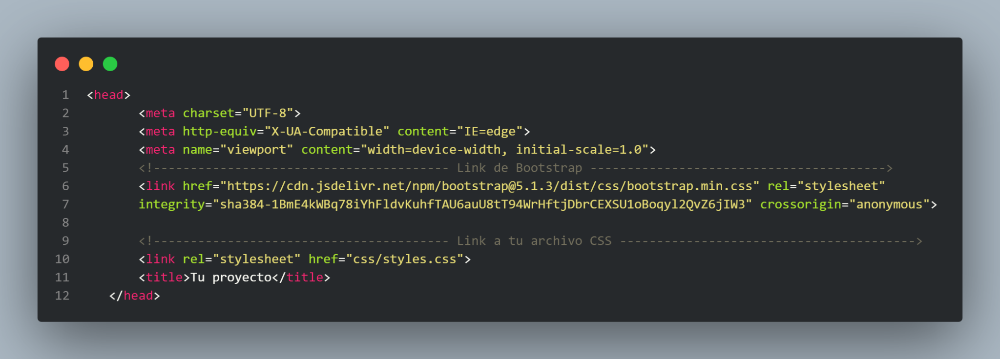 1 <head>
2 <meta charset="UTF-8">
3 <meta http-equiv="X-UA-Compatible" content="IE=edge">
4 <meta name="viewport" content="width=device-width, initial-scale=1.0">
5 <!---------------------------------------- Link de Bootstrap ---------------------------------------->
6 <link href="https://cdn.jsdelivr.net/npm/bootstrap@5.1.3/dist/css/bootstrap.min.css" rel="stylesheet"
7 integrity="sha384-1BmE4kWBq78iYhFldvKuhfTAU6auU8tT94WrHftjDbrCEXSU1oBoqyl2QvZ6jIW3" crossorigin="anonymous">
8
9 <!---------------------------------------- Link a tu archivo CSS ---------------------------------------->
10 <link rel="stylesheet" href="css/styles.css">
11 <title>Tu proyecto</title>
12 </head>